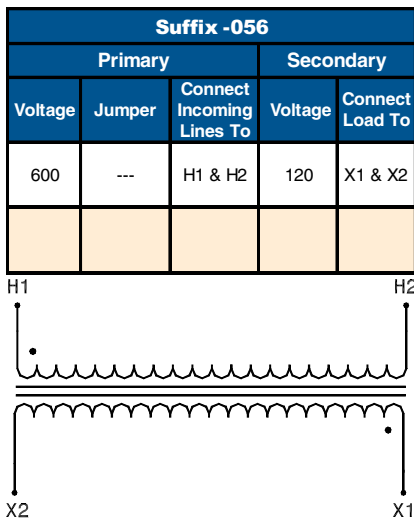 Suffix -056
Primary Secondary
Voltage Jumper Connect Incoming Lines To Voltage Connect Load To
600 --- H1 & H2 120 X1 & X2
H1 H2
X2 X1